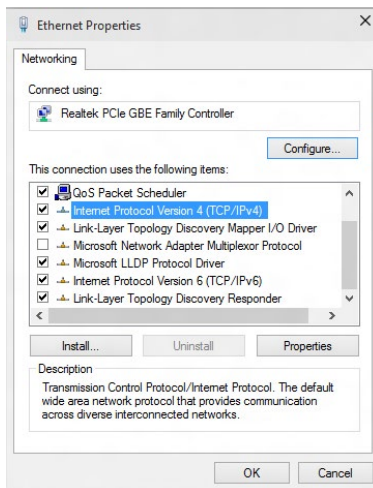 Ethernet Properties
Networking
Connect using:
Realtek PCIe GBE Family Controller
Configure...
This connection uses the following items:
QoS Packet Scheduler
Internet Protocol Version 4 (TCP/IPv4)
Link-Layer Topology Discovery Mapper I/O Driver
Microsoft Network Adapter Multiplexor Protocol
Microsoft LLDP Protocol Driver
Internet Protocol Version 6 (TCP/IPv6)
Link-Layer Topology Discovery Responder
Install... Uninstall Properties
Description
Transmission Control Protocol/Internet Protocol. The default
wide area network protocol that provides communication
across diverse interconnected networks.
OK Cancel